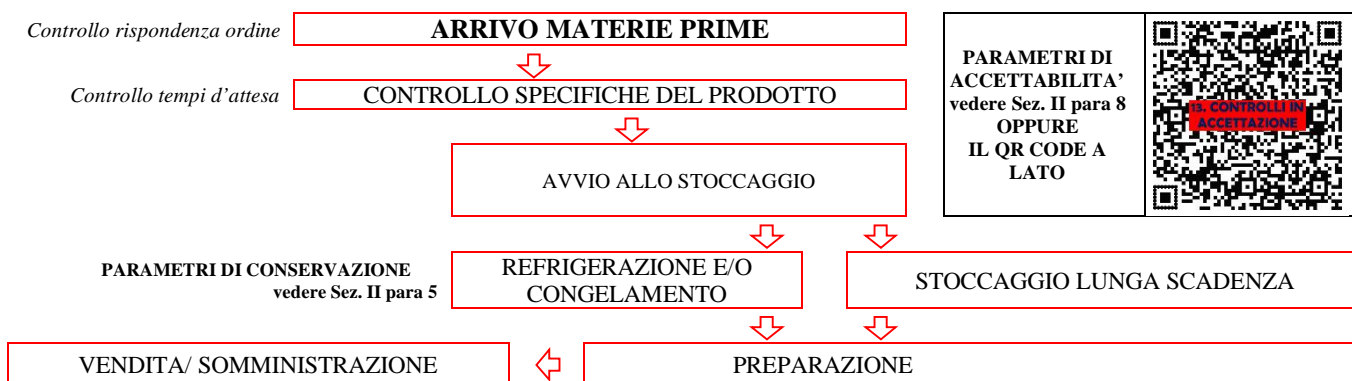 Controllo rispondenza ordine
ARRIVO MATERIE PRIME
Controllo tempi d'attesa
CONTROLLO SPECIFICHE DEL PRODOTTO
AVVIO ALLO STOCCAGGIO
PARAMETRI DI
ACCETTABILITA'
vedere Sez. II para 8
OPPURE
IL QR CODE A
LATO
13. CONTROLLI IN
ACCETTAZIONE
PARAMETRI DI CONSERVAZIONE
vedere Sez. II para 5
REFRIGERAZIONE E/O
CONGELAMENTO
STOCCAGGIO LUNGA SCADENZA
VENDITA/ SOMMINISTRAZIONE
PREPARAZIONE